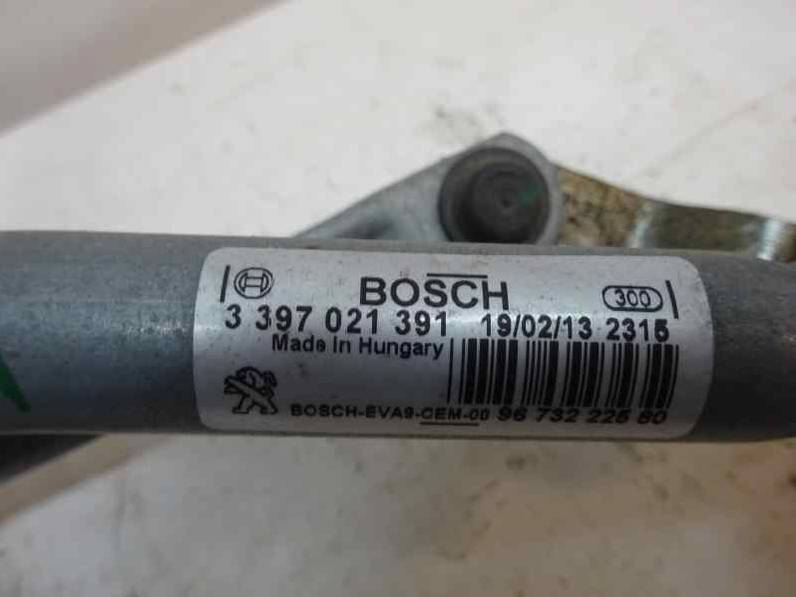 BOSCH 300
3 397 021 391 19/02/13 2315
Made in Hungary
BOSCH-EVA9-CEM-00 96 732 225 80